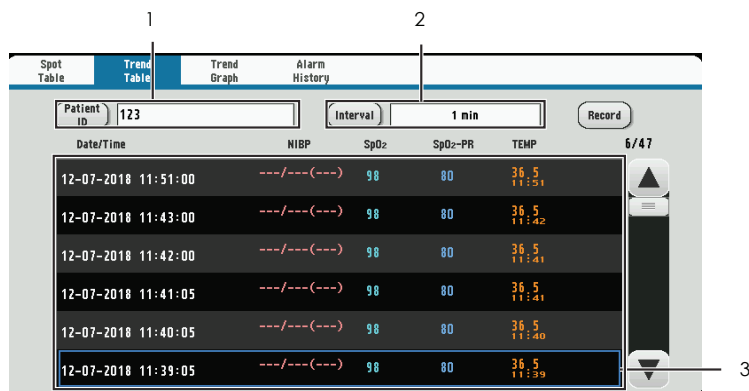 1 2
Spot Table Trend Table Trend Graph Alarm History
Patient ID 123 Interval 1 min Record
Date/Time NIBP SpO2 SpO2-PR TEMP 6/47
12-07-2018 11:51:00 ---/---(---) 98 80 36.5 11:51
12-07-2018 11:43:00 ---/---(---) 98 80 36.5 11:42
12-07-2018 11:42:00 ---/---(---) 98 80 36.5 11:41
12-07-2018 11:41:05 ---/---(---) 98 80 36.5 11:41
12-07-2018 11:40:05 ---/---(---) 98 80 36.5 11:40
12-07-2018 11:39:05 ---/---(---) 98 80 36.5 11:39
3